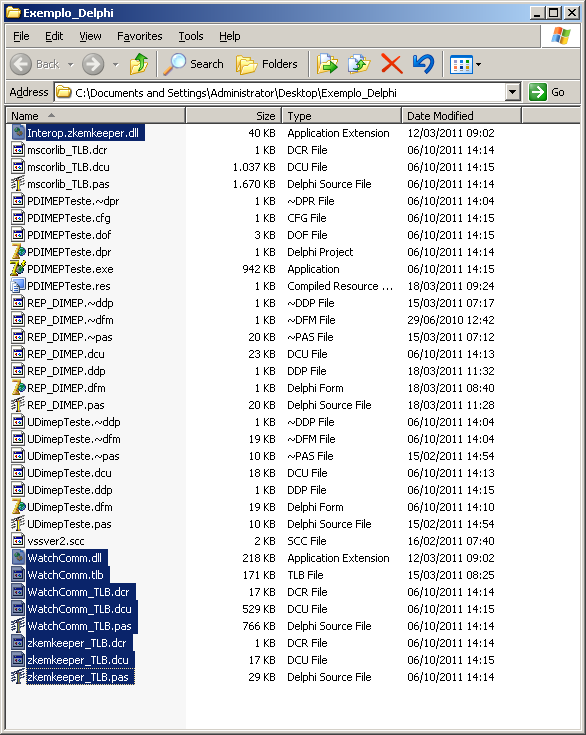 Exemplo_Delphi
File Edit View Favorites Tools Help
Back Search Folders
Address C:\Documents and Settings\Administrator\Desktop\Exemplo_Delphi Go
Name Size Type Date Modified
Interop.zkemkeeper.dll 40 KB Application Extension 12/03/2011 09:02
mscorlib_TLB.dcr 1 KB DCR File 06/10/2011 14:14
mscorlib_TLB.dcu 1.037 KB DCU File 06/10/2011 14:15
mscorlib_TLB.pas 1.670 KB Delphi Source File 06/10/2011 14:14
PDIMEPTeste.~dpr 1 KB ~DPR File 06/10/2011 14:04
PDIMEPTeste.cfg 1 KB CFG File 06/10/2011 14:15
PDIMEPTeste.dof 3 KB DOF File 06/10/2011 14:15
PDIMEPTeste.dpr 1 KB Delphi Project 06/10/2011 14:14
PDIMEPTeste.exe 942 KB Application 06/10/2011 14:15
PDIMEPTeste.res 1 KB Compiled Resource ... 18/03/2011 09:24
REP_DIMEP.~ddp 1 KB ~DDP File 15/03/2011 07:17
REP_DIMEP.~dfm 1 KB ~DFM File 29/06/2010 12:42
REP_DIMEP.~pas 20 KB ~PAS File 15/03/2011 07:12
REP_DIMEP.dcu 23 KB DCU File 06/10/2011 14:13
REP_DIMEP.ddp 1 KB DDP File 18/03/2011 11:32
REP_DIMEP.dfm 1 KB Delphi Form 18/03/2011 08:40
REP_DIMEP.pas 20 KB Delphi Source File 18/03/2011 11:28
UDimepTeste.~ddp 1 KB ~DDP File 06/10/2011 14:04
UDimepTeste.~dfm 19 KB ~DFM File 06/10/2011 14:04
UDimepTeste.~pas 10 KB ~PAS File 15/02/2011 14:54
UDimepTeste.dcu 18 KB DCU File 06/10/2011 14:13
UDimepTeste.ddp 1 KB DDP File 06/10/2011 14:15
UDimepTeste.dfm 19 KB Delphi Form 06/10/2011 14:10
UDimepTeste.pas 10 KB Delphi Source File 15/02/2011 14:54
vssver2.scc 2 KB SCC File 16/02/2011 07:40
WatchComm.dll 218 KB Application Extension 12/03/2011 09:02
WatchComm.tlb 171 KB TLB File 15/03/2011 08:25
WatchComm_TLB.dcr 17 KB DCR File 06/10/2011 14:14
WatchComm_TLB.dcu 529 KB DCU File 06/10/2011 14:15
WatchComm_TLB.pas 766 KB Delphi Source File 06/10/2011 14:14
zkemkeeper_TLB.dcr 1 KB DCR File 06/10/2011 14:14
zkemkeeper_TLB.dcu 17 KB DCU File 06/10/2011 14:15
zkemkeeper_TLB.pas 29 KB Delphi Source File 06/10/2011 14:14